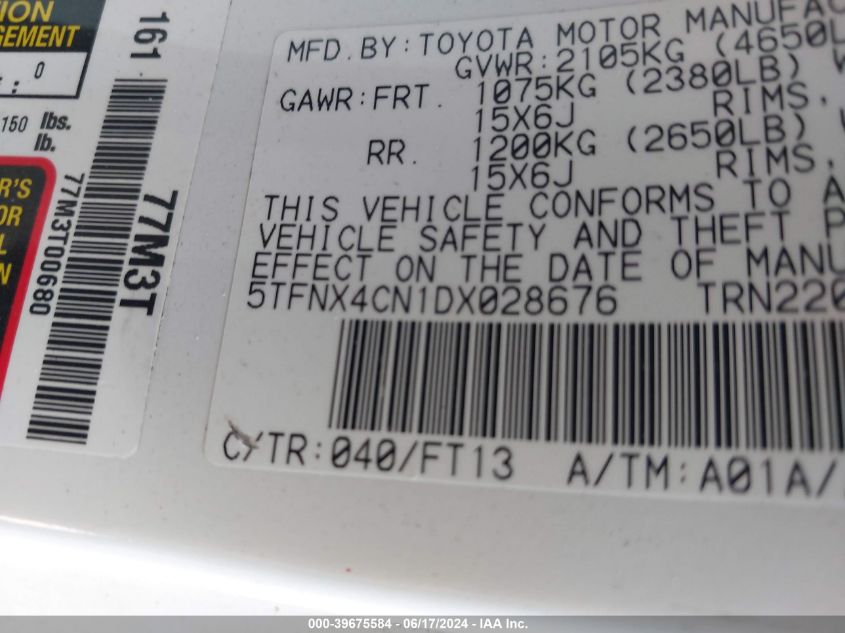 GEMENT
: 0
150 lbs.
lb.
161
77M3T
77M3T00680
MFD.BY:TOYOTA MOTOR MANUFAC
GVWR:2105KG (4650L
GAWR:FRT. 1075KG (2380LB) W
15X6J RIMS,
RR. 1200KG (2650LB)
15X6J RIMS,
THIS VEHICLE CONFORMS TO A
VEHICLE SAFETY AND THEFT P
EFFECT ON THE DATE OF MANU
5TFNX4CN1DX028676 TRN220
C/TR:040/FT13 A/TM:A01A/
000-39675584 - 06/17/2024 - IAA Inc.